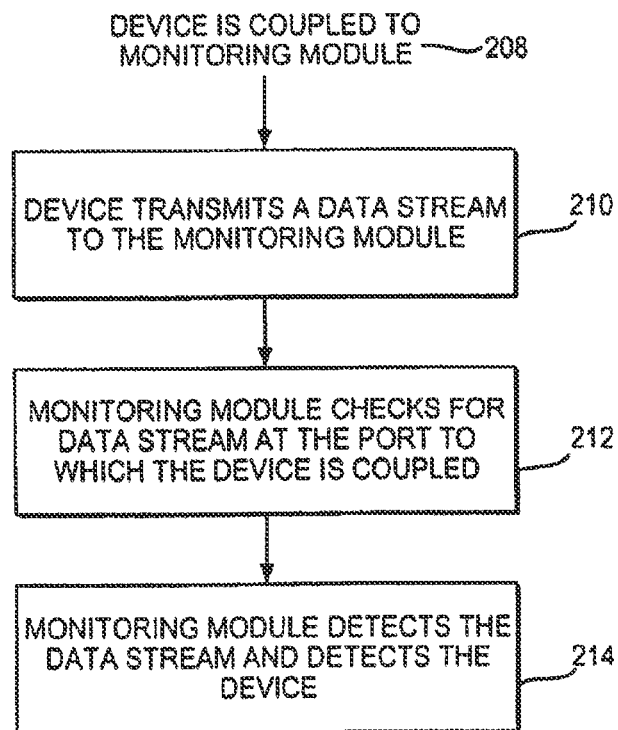 DEVICE IS COUPLED TO
MONITORING MODULE 208
DEVICE TRANSMITS A DATA STREAM
TO THE MONITORING MODULE
210
MONITORING MODULE CHECKS FOR
DATA STREAM AT THE PORT TO
WHICH THE DEVICE IS COUPLED
212
MONITORING MODULE DETECTS THE
DATA STREAM AND DETECTS THE
DEVICE
214